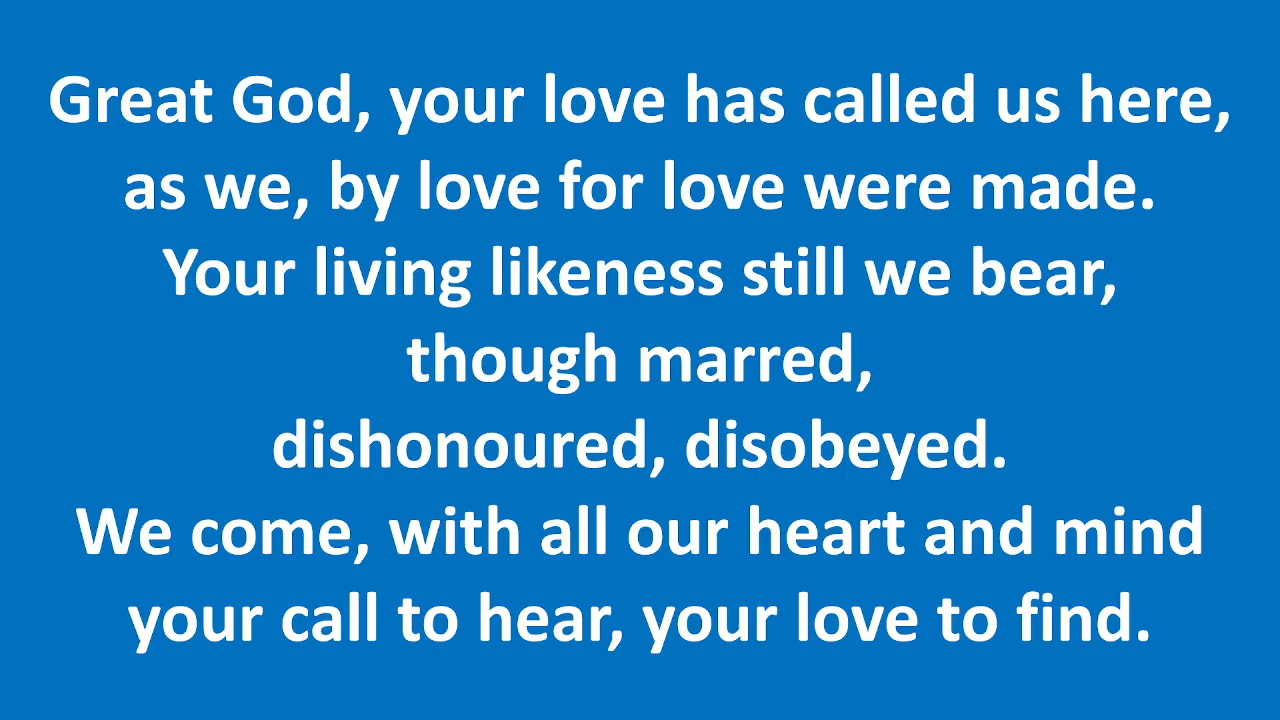 Great God, your love has called us here,
as we, by love for love were made.
Your living likeness still we bear,
though marred,
dishonoured, disobeyed.
We come, with all our heart and mind
your call to hear, your love to find.